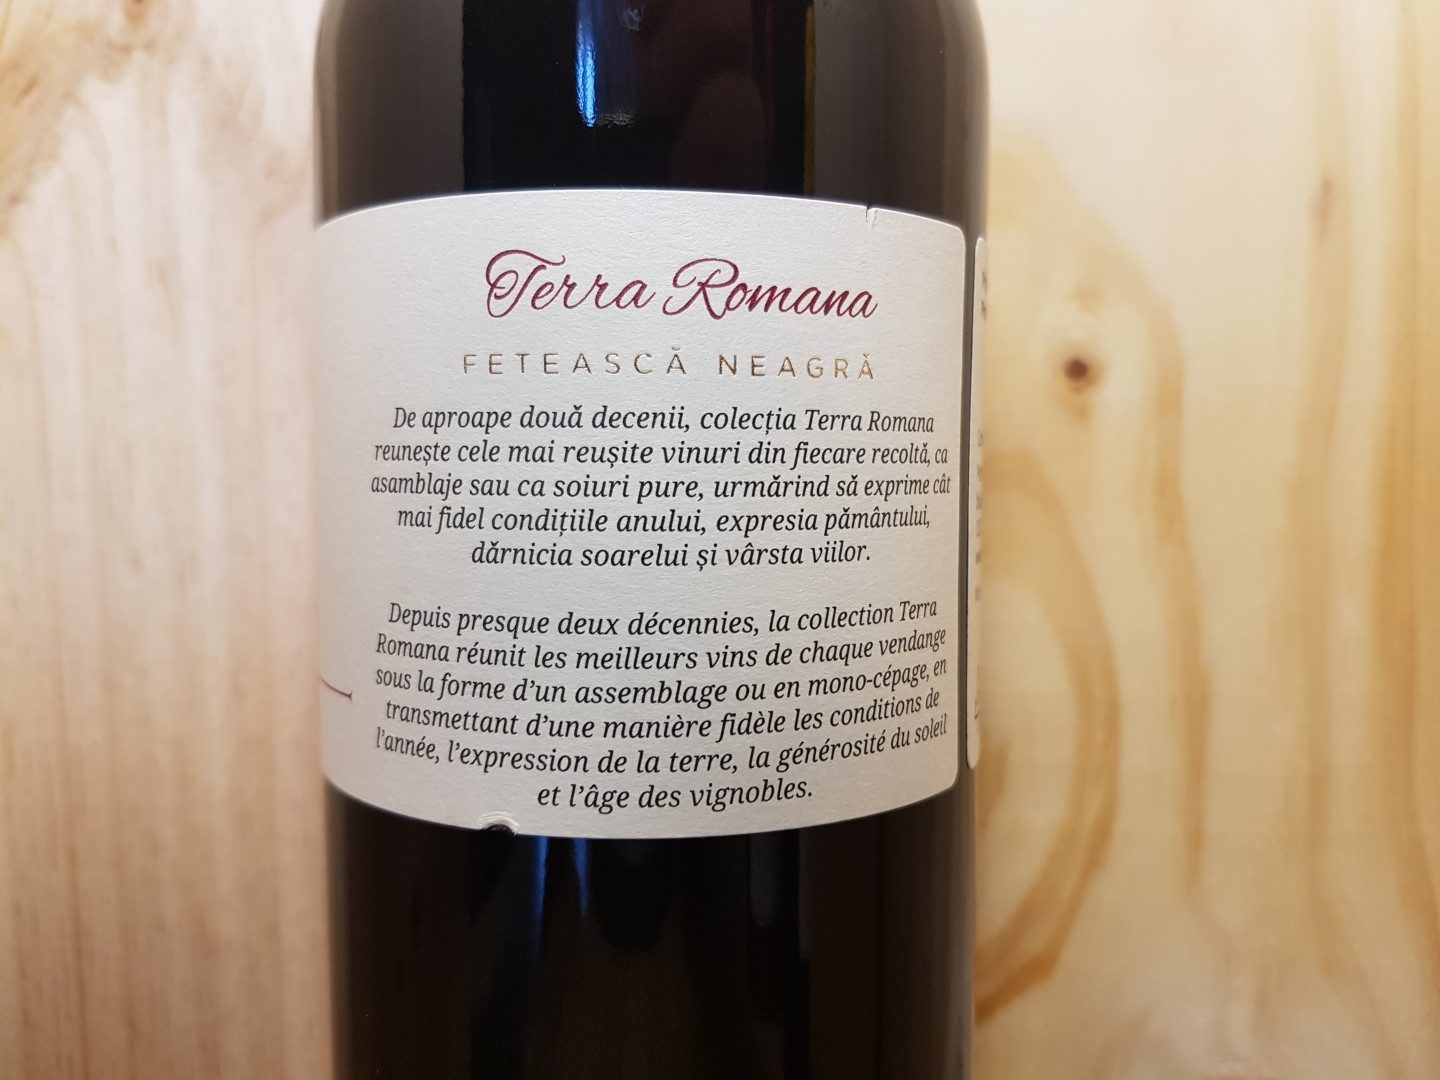 Terra Romana
FETEASCĂ NEAGRĂ
De aproape două decenii, colecția Terra Romana
reunește cele mai reușite vinuri din fiecare recoltă, ca
asamblaje sau ca soiuri pure, urmărind să exprime cât
mai fidel condițiile anului, expresia pământului,
dărnicia soarelui și vârsta viilor.
Depuis presque deux décennies, la collection Terra
Romana réunit les meilleurs vins de chaque vendange
sous la forme d’un assemblage ou en mono-cépage, en
transmettant d’une manière fidèle les conditions de
l’année, l’expression de la terre, la générosité du soleil
et l’âge des vignobles.